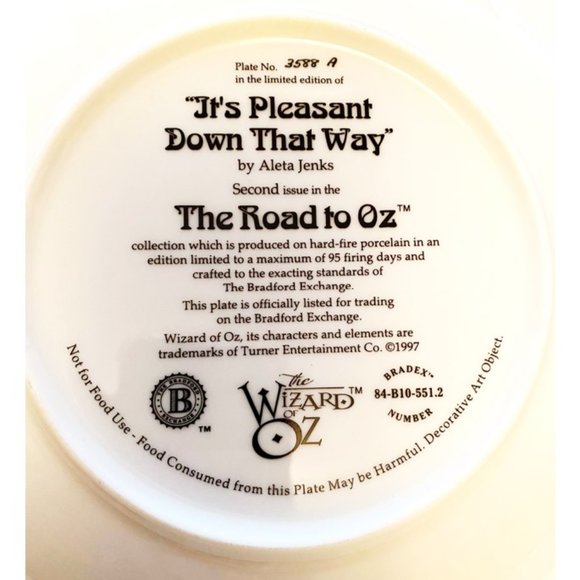 Plate No. 3588 A
in the limited edition of
"It's Pleasant
Down That Way"
by Aleta Jenks
Second issue in the
The Road to Oz™
collection which is produced on hard-fire porcelain in an
edition limited to a maximum of 95 firing days and
crafted to the exacting standards of
The Bradford Exchange.
This plate is officially listed for trading
on the Bradford Exchange.
Wizard of Oz, its characters and elements are
trademarks of Turner Entertainment Co. ©1997
THE BRADFORD
B
EXCHANGE
™
The
WIZARD™
OF
OZ
BRADEX™
84-B10-551.2
NUMBER
Not for Food Use - Food Consumed from this Plate May be Harmful. Decorative Art Object.